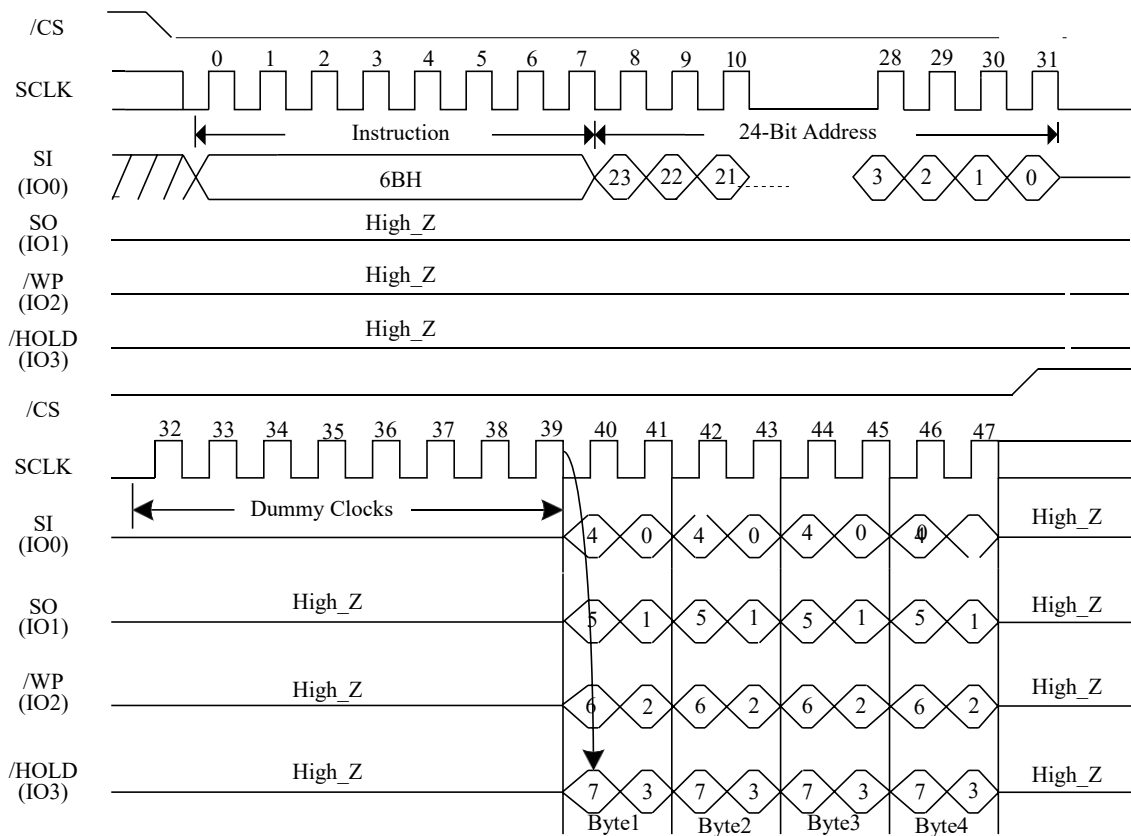 /CS
0 1 2 3 4 5 6 7 8 9 10 28 29 30 31
SCLK
Instruction 24-Bit Address
SI
(IO0)
6BH 23 22 21 3 2 1 0
SO
(IO1)
High_Z
/WP
(IO2)
High_Z
/HOLD
(IO3)
High_Z
/CS
32 33 34 35 36 37 38 39 40 41 42 43 44 45 46 47
SCLK
Dummy Clocks
SI
(IO0)
4 0 4 0 4 0 4 0 High_Z
SO
(IO1)
High_Z 5 1 5 1 5 1 5 1 High_Z
/WP
(IO2)
High_Z 6 2 6 2 6 2 6 2 High_Z
/HOLD
(IO3)
High_Z 7 3 7 3 7 3 7 3 High_Z
Byte1 Byte2 Byte3 Byte4